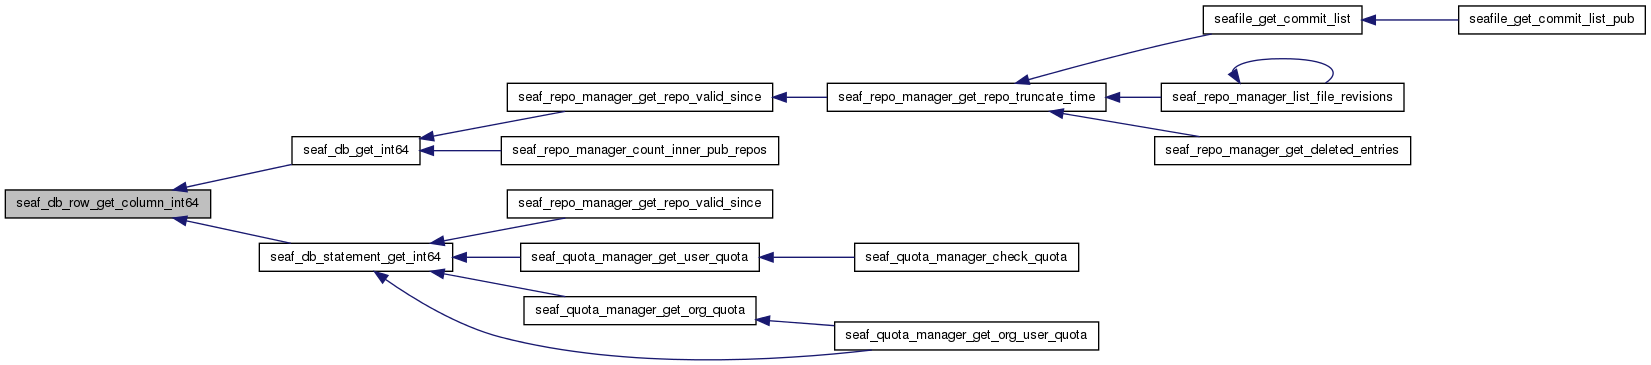 seafile_get_commit_list
seafile_get_commit_list_pub
seaf_repo_manager_get_repo_valid_since
seaf_repo_manager_get_repo_truncate_time
seaf_repo_manager_list_file_revisions
seaf_db_get_int64
seaf_repo_manager_count_inner_pub_repos
seaf_repo_manager_get_deleted_entries
seaf_db_row_get_column_int64
seaf_repo_manager_get_repo_valid_since
seaf_db_statement_get_int64
seaf_quota_manager_get_user_quota
seaf_quota_manager_check_quota
seaf_quota_manager_get_org_quota
seaf_quota_manager_get_org_user_quota